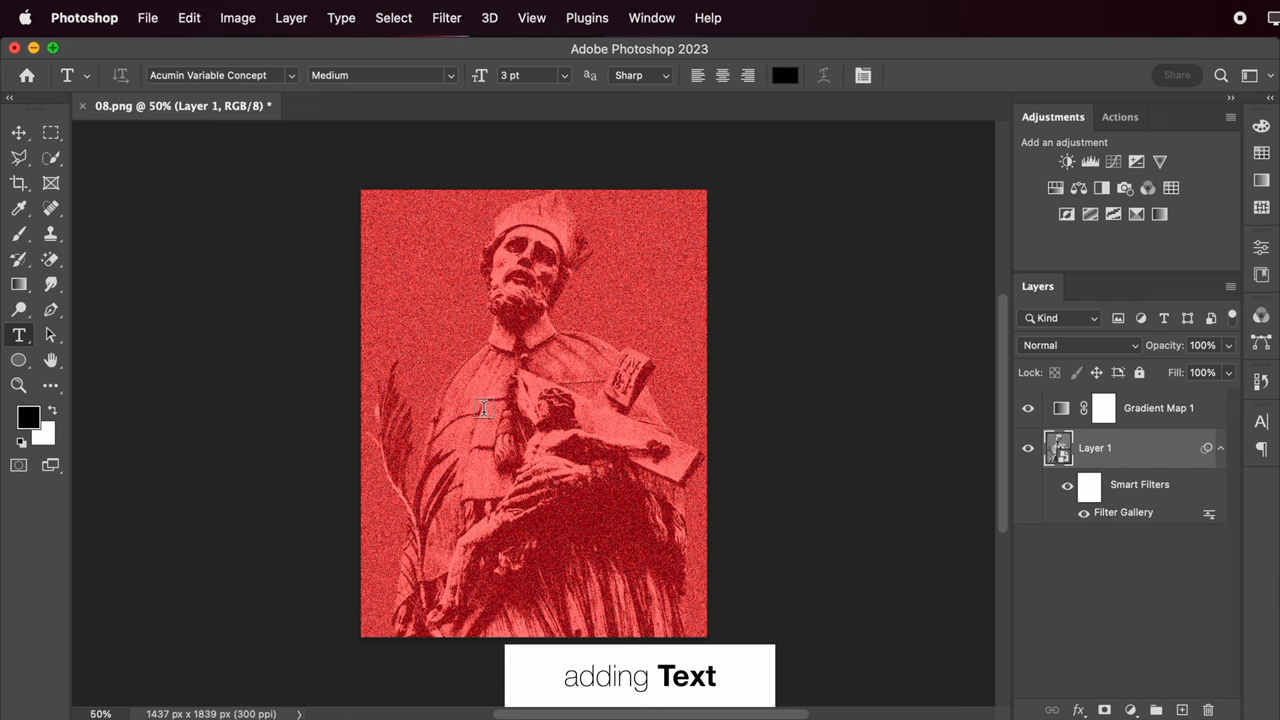 Photoshop File Edit Image Layer Type Select Filter 3D View Plugins Window Help
Adobe Photoshop 2023
T Acumin Variable Concept Medium 3 pt Sharp Share
× 08.png @ 50% (Layer 1, RGB/8) *
Adjustments Actions
Add an adjustment
Layers
Kind
Normal Opacity: 100%
Lock: Fill: 100%
Gradient Map 1
Layer 1
Smart Filters
Filter Gallery
adding Text
50% 1437 px x 1839 px (300 ppi)
fx